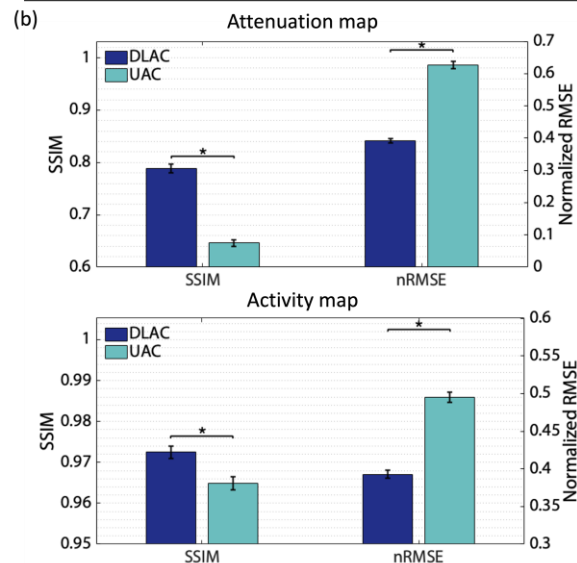 (b)
Attenuation map
DLAC
UAC
*
*
1
0.9
0.8
0.7
0.6
SSIM
0.7
0.6
0.5
0.4
0.3
0.2
0.1
0
Normalized RMSE
SSIM
nRMSE
Activity map
DLAC
UAC
*
*
1
0.99
0.98
0.97
0.96
0.95
SSIM
0.6
0.55
0.5
0.45
0.4
0.35
0.3
Normalized RMSE
SSIM
nRMSE